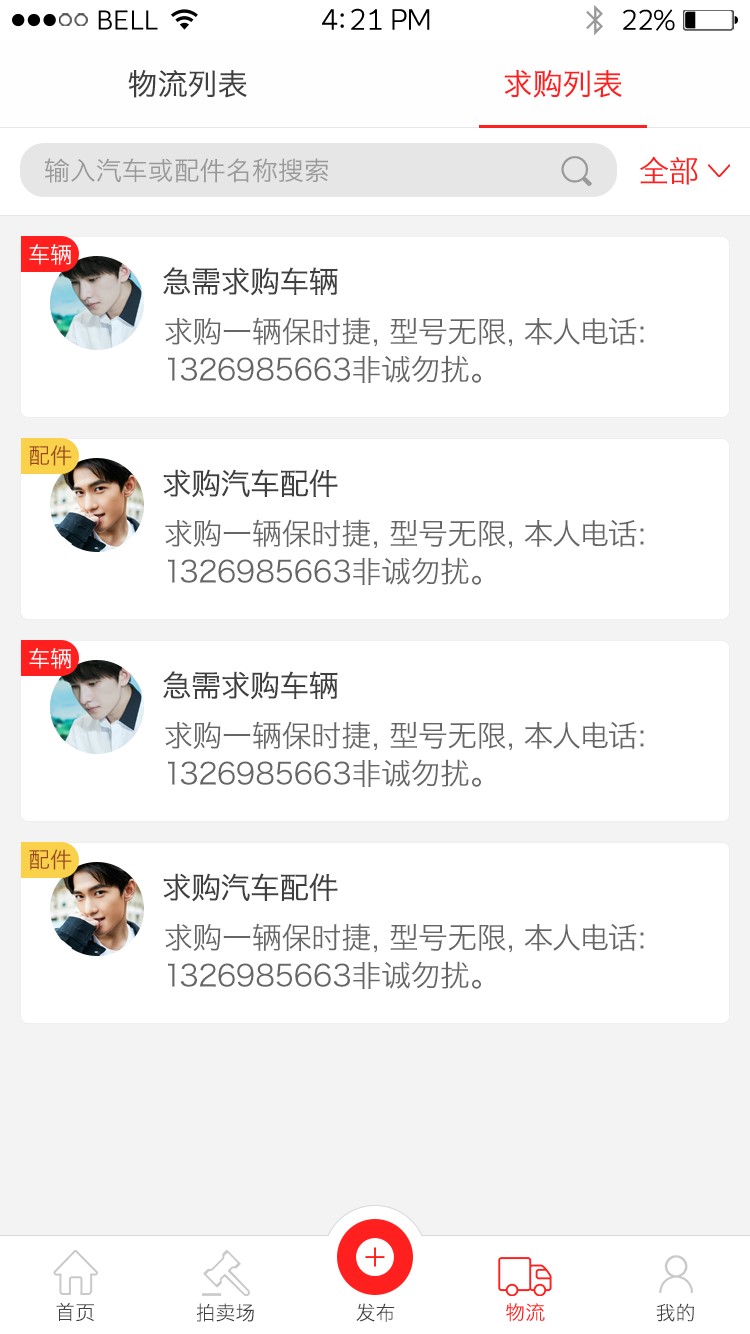 BELL 4:21 PM 22%
物流列表 求购列表
输入汽车或配件名称搜索 全部
车辆
急需求购车辆
求购一辆保时捷, 型号无限, 本人电话:
1326985663非诚勿扰。
配件
求购汽车配件
求购一辆保时捷, 型号无限, 本人电话:
1326985663非诚勿扰。
车辆
急需求购车辆
求购一辆保时捷, 型号无限, 本人电话:
1326985663非诚勿扰。
配件
求购汽车配件
求购一辆保时捷, 型号无限, 本人电话:
1326985663非诚勿扰。
首页 拍卖场 发布 物流 我的